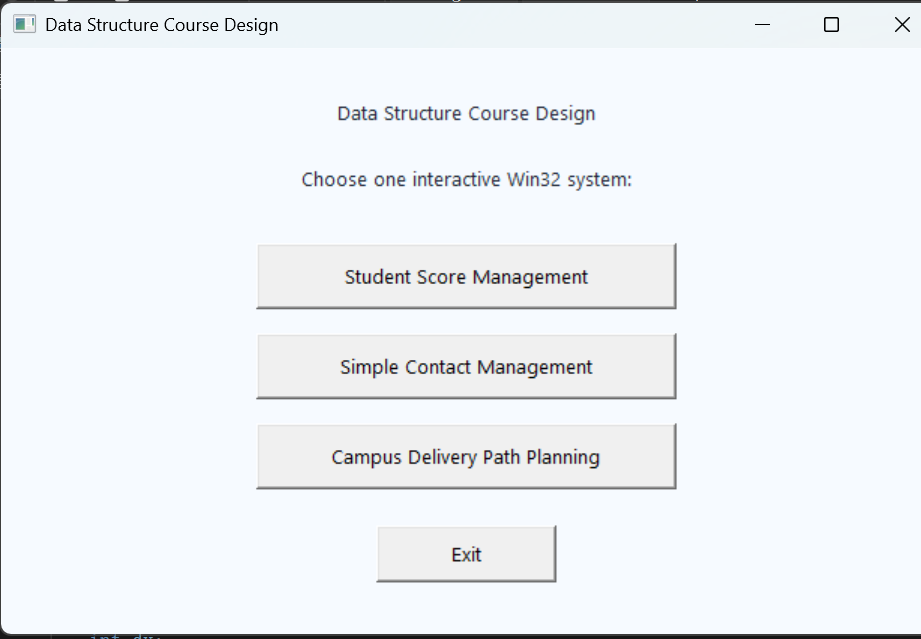 Data Structure Course Design
Data Structure Course Design
Choose one interactive Win32 system:
Student Score Management
Simple Contact Management
Campus Delivery Path Planning
Exit